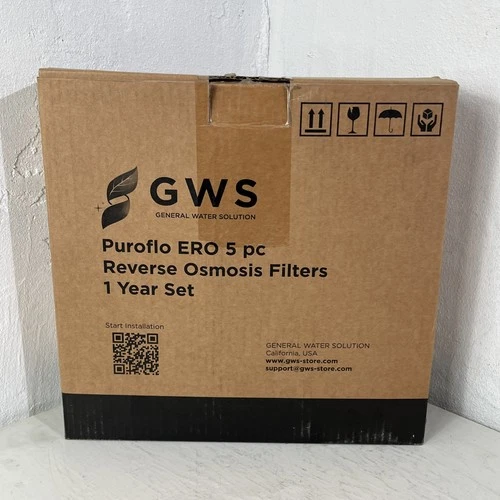 GWS
GENERAL WATER SOLUTION
Puroflo ERO 5 pc
Reverse Osmosis Filters
1 Year Set
Start Installation
GENERAL WATER SOLUTION
California, USA
www.gws-store.com
support@gws-store.com